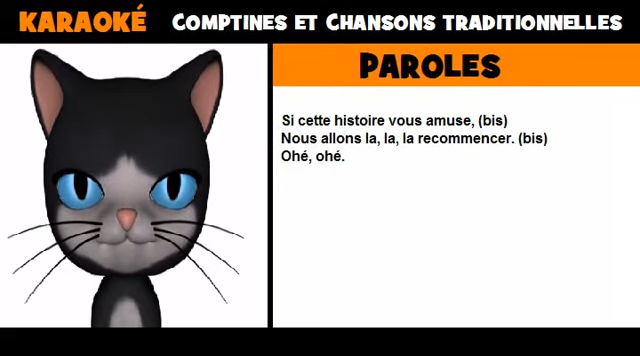 KARAOKÉ COMPTINES ET CHANSONS TRADITIONNELLES
PAROLES
Si cette histoire vous amuse, (bis)
Nous allons la, la, la recommencer. (bis)
Ohé, ohé.